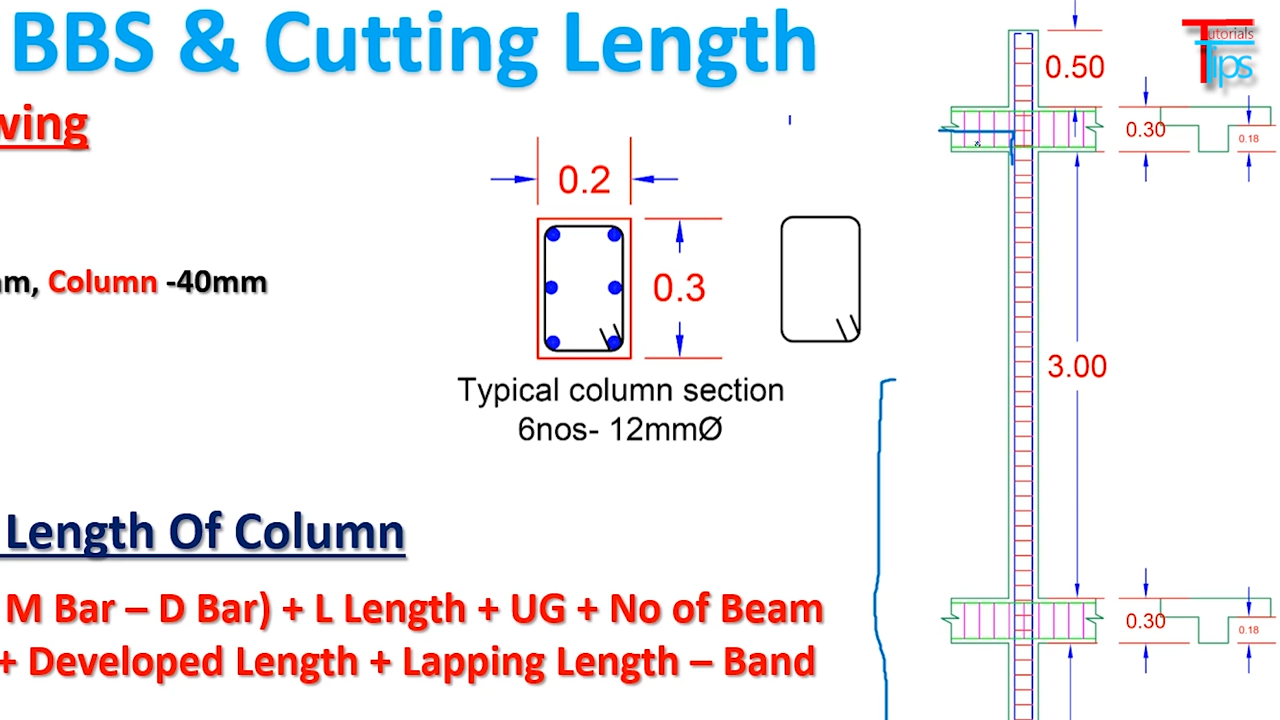 BBS & Cutting Length
wing
mm, Column -40mm
Tutorials
Tips
0.50
0.30
0.18
0.2
0.3
3.00
Typical column section
6nos- 12mmØ
0.30
0.18
Length Of Column
M Bar – D Bar) + L Length + UG + No of Beam
+ Developed Length + Lapping Length – Band